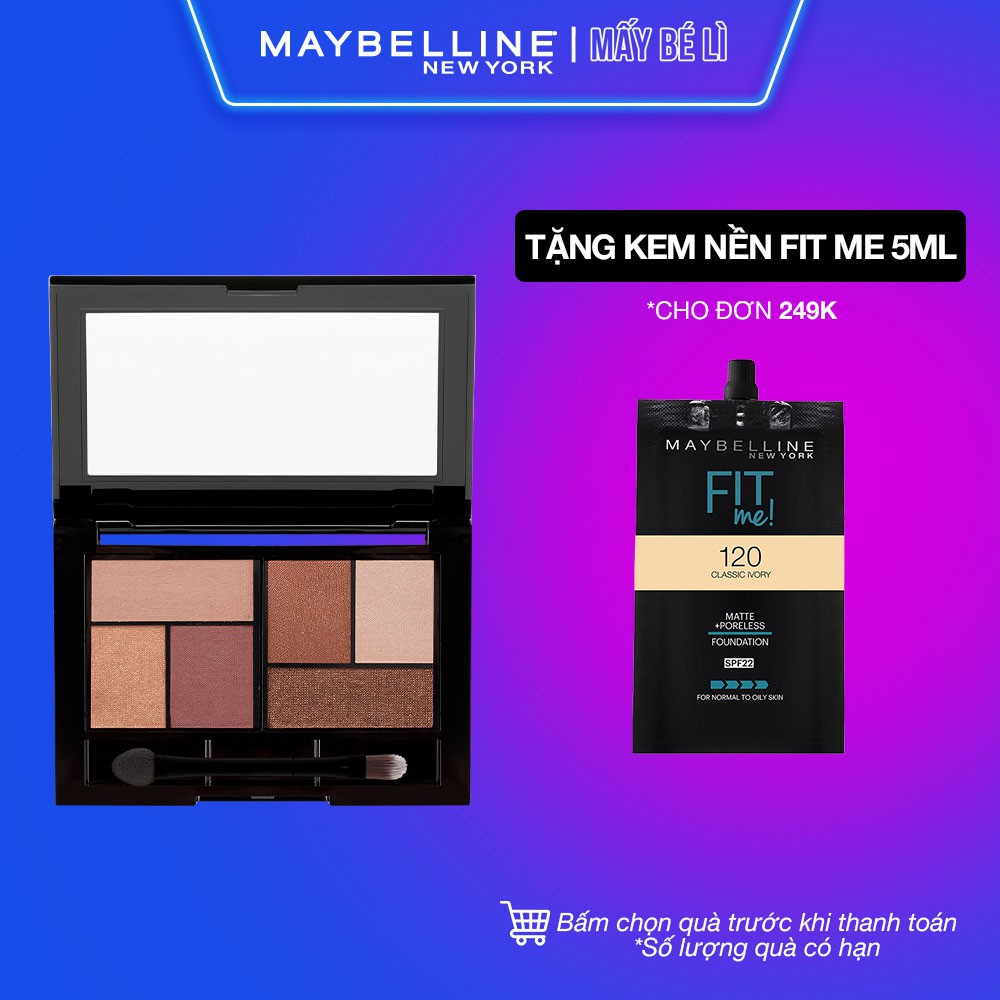 MAYBELLINE | MẤY BÉ LÌ
NEW YORK
TẶNG KEM NỀN FIT ME 5ML
*CHO ĐƠN 249K
MAYBELLINE
NEW YORK
FIT
me!
120
CLASSIC IVORY
MATTE
+PORELESS
FOUNDATION
SPF22
FOR NORMAL TO OILY SKIN
Bấm chọn quà trước khi thanh toán
*Số lượng quà có hạn